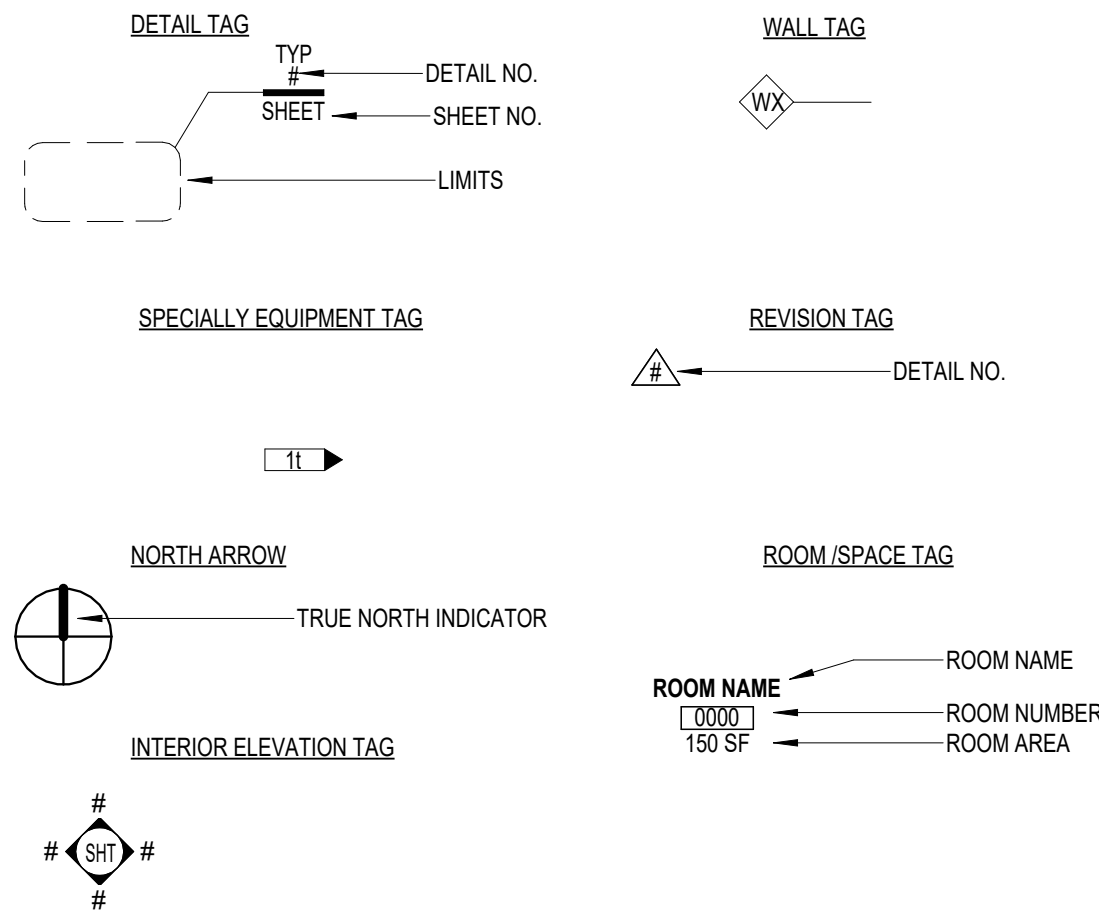 DETAIL TAG
TYP
#
DETAIL NO.
SHEET
SHEET NO.
LIMITS
WALL TAG
WX
SPECIALLY EQUIPMENT TAG
1t
REVISION TAG
#
DETAIL NO.
NORTH ARROW
TRUE NORTH INDICATOR
ROOM /SPACE TAG
ROOM NAME
ROOM NAME
0000
ROOM NUMBER
150 SF
ROOM AREA
INTERIOR ELEVATION TAG
#
# SHT #
#